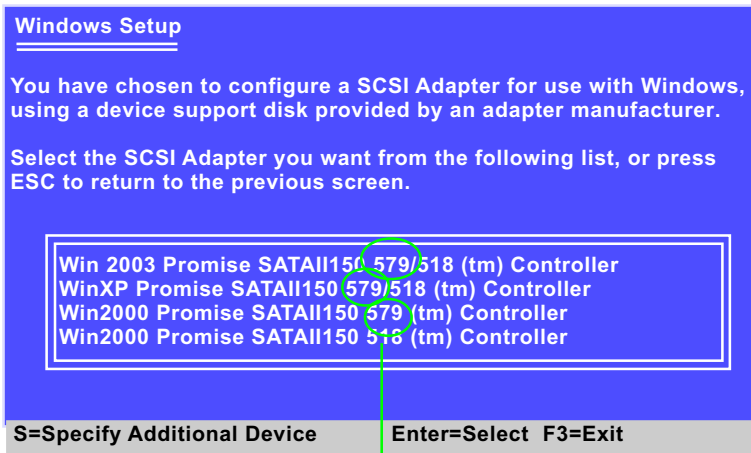 Windows Setup
You have chosen to configure a SCSI Adapter for use with Windows,
using a device support disk provided by an adapter manufacturer.
Select the SCSI Adapter you want from the following list, or press
ESC to return to the previous screen.
Win 2003 Promise SATAII150 579/518 (tm) Controller
WinXP Promise SATAII150 579/518 (tm) Controller
Win2000 Promise SATAII150 579 (tm) Controller
Win2000 Promise SATAII150 518 (tm) Controller
S=Specify Additional Device Enter=Select F3=Exit